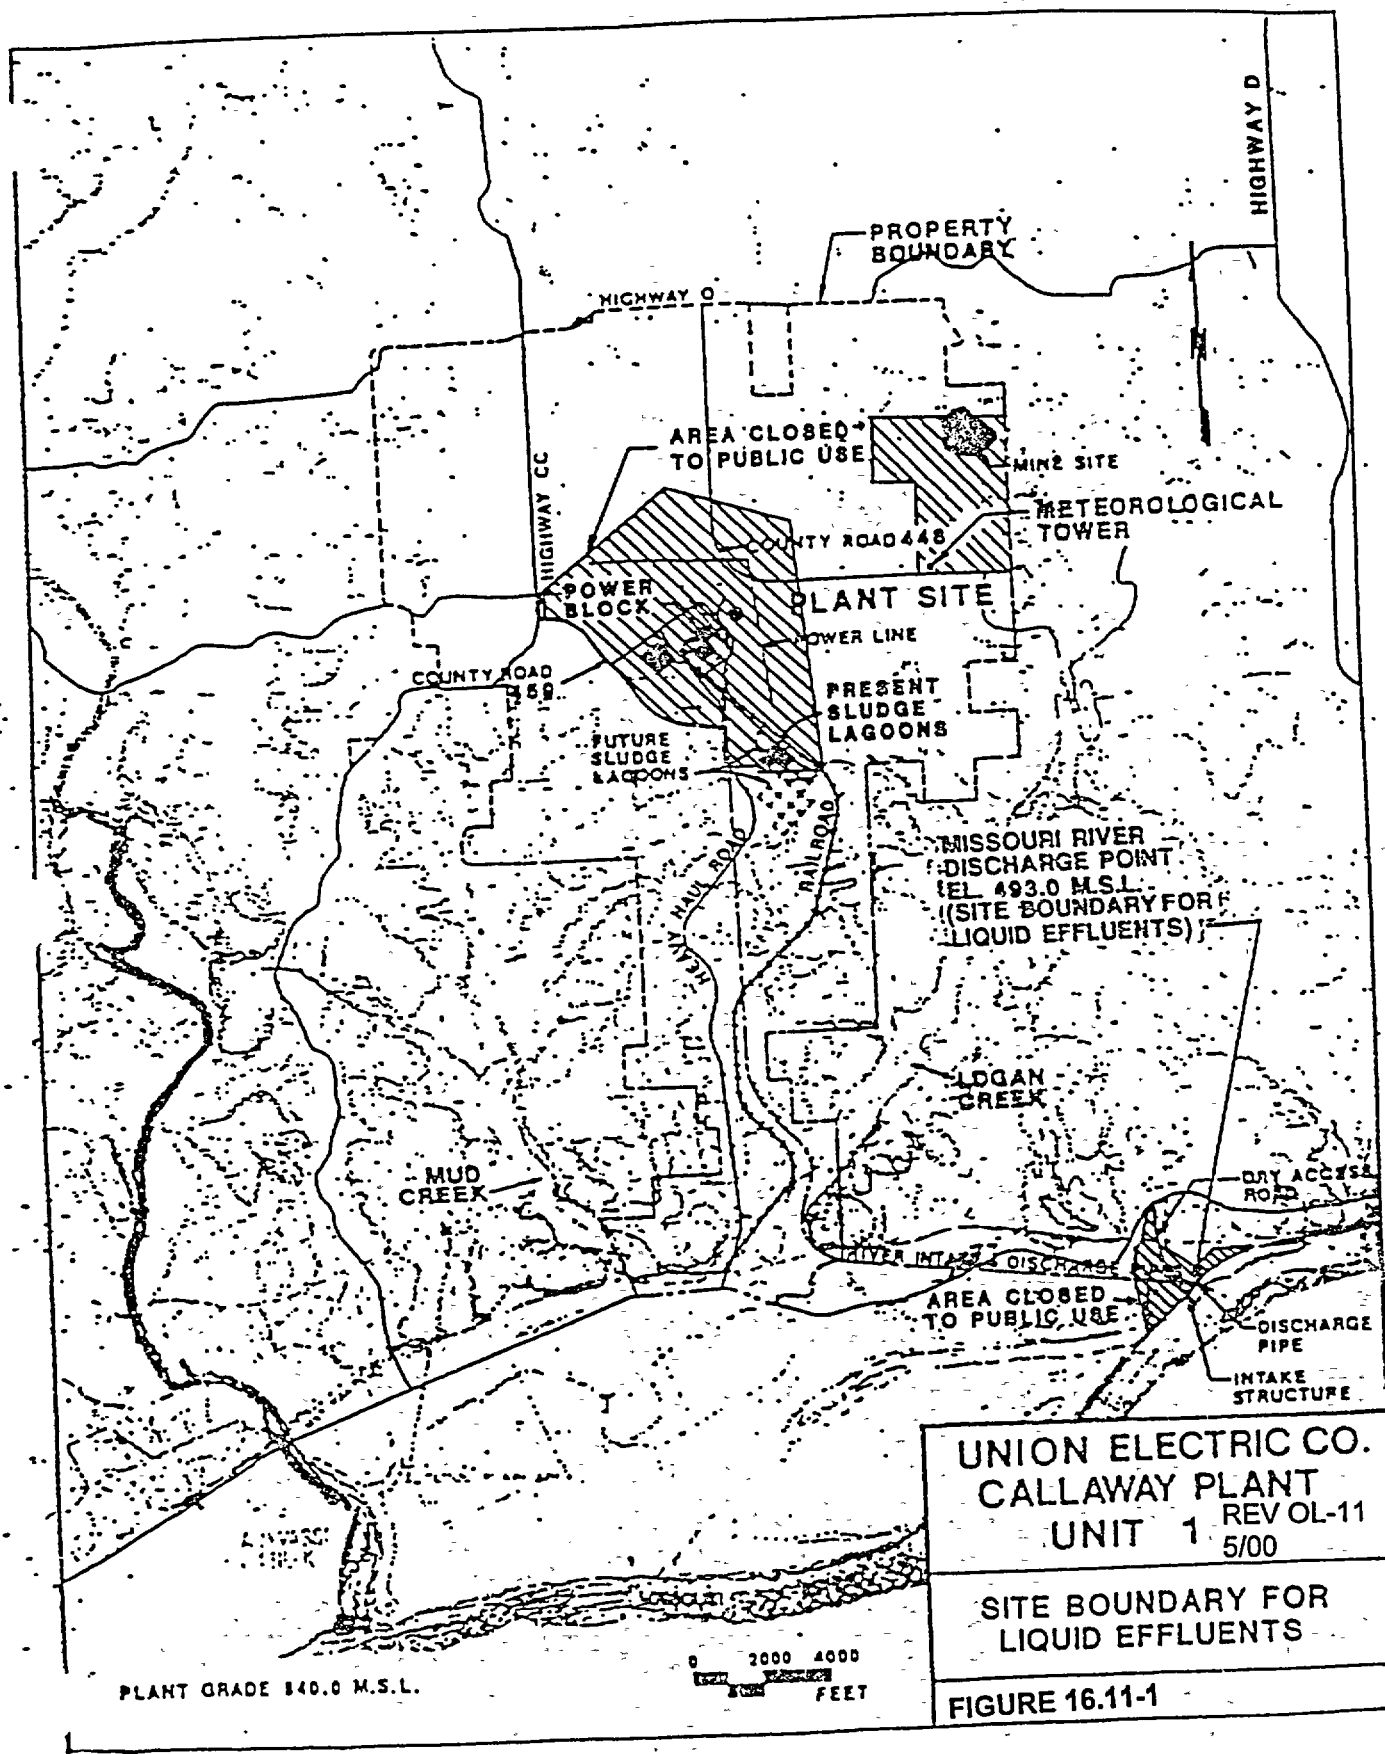 HIGHWAY D
PROPERTY
BOUNDARY
HIGHWAY O
AREA CLOSED
TO PUBLIC USE
MINE SITE
HIGHWAY CC
METEOROLOGICAL
TOWER
COUNTY ROAD 448
POWER
BLOCK
PLANT SITE
POWER LINE
COUNTY ROAD
459
PRESENT
SLUDGE
LAGOONS
FUTURE
SLUDGE
LAGOONS
HEAVY HAUL ROAD
RAILROAD
MISSOURI RIVER
DISCHARGE POINT
EL. 493.0 M.S.L.
(SITE BOUNDARY FOR
LIQUID EFFLUENTS)
LOGAN
CREEK
MUD
CREEK
DRY ACCESS
ROAD
RIVER INTAKE & DISCHARGE
AREA CLOSED
TO PUBLIC USE
DISCHARGE
PIPE
INTAKE
STRUCTURE
UNION ELECTRIC CO.
CALLAWAY PLANT
UNIT 1 REV OL-11
5/00
SITE BOUNDARY FOR
LIQUID EFFLUENTS
FIGURE 16.11-1
PLANT GRADE 840.0 M.S.L.
0 2000 4000
FEET